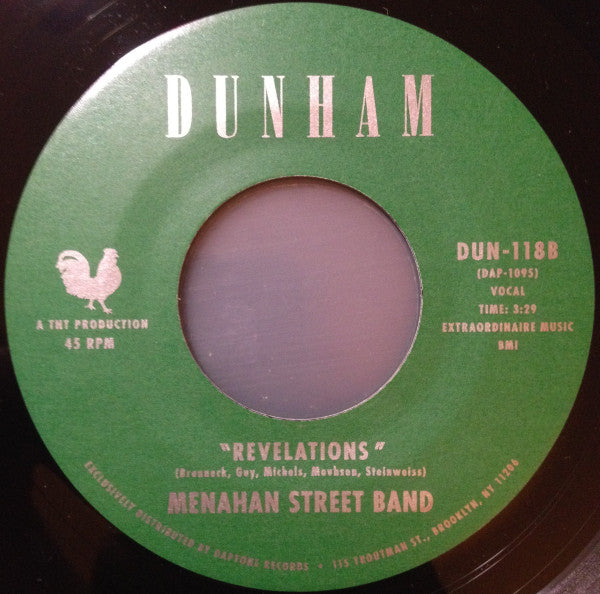 DUNHAM
A TNT PRODUCTION
45 RPM
DUN-118B
(DAP-1095)
VOCAL
TIME: 3:29
EXTRAORDINAIRE MUSIC
BMI
"REVELATIONS"
(Brenneck, Guy, Michels, Movhson, Steinweiss)
MENAHAN STREET BAND
EXCLUSIVELY DISTRIBUTED BY DAPTONE RECORDS • 115 TROUTMAN ST., BROOKLYN, NY 11206